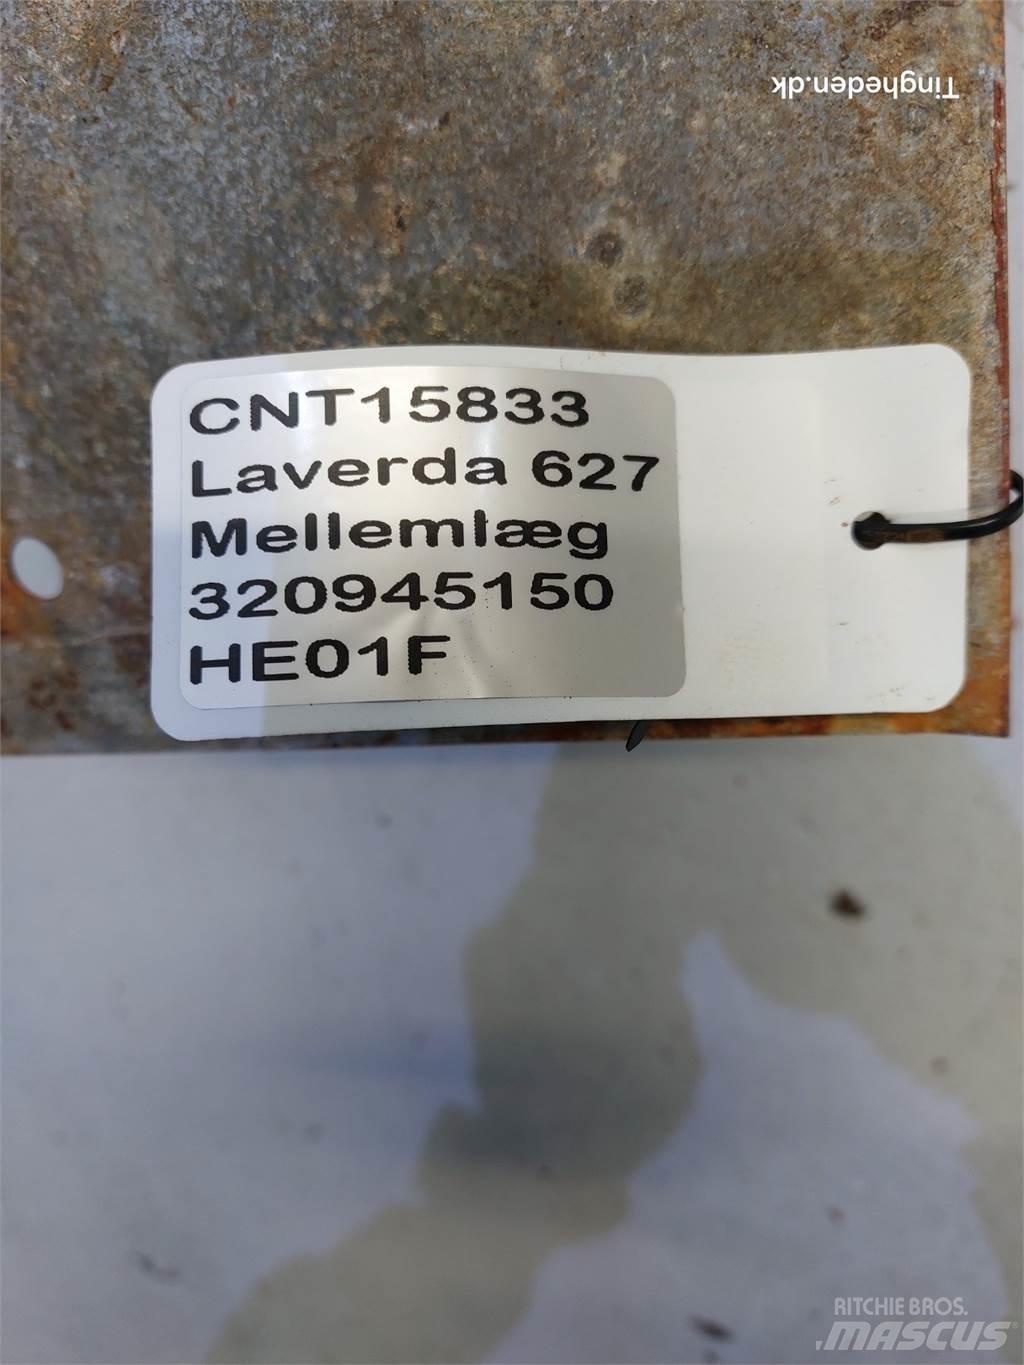 Tingheden.dk
CNT15833
Laverda 627
Mellemlæg
320945150
HE01F
RITCHIE BROS.
MASCUS